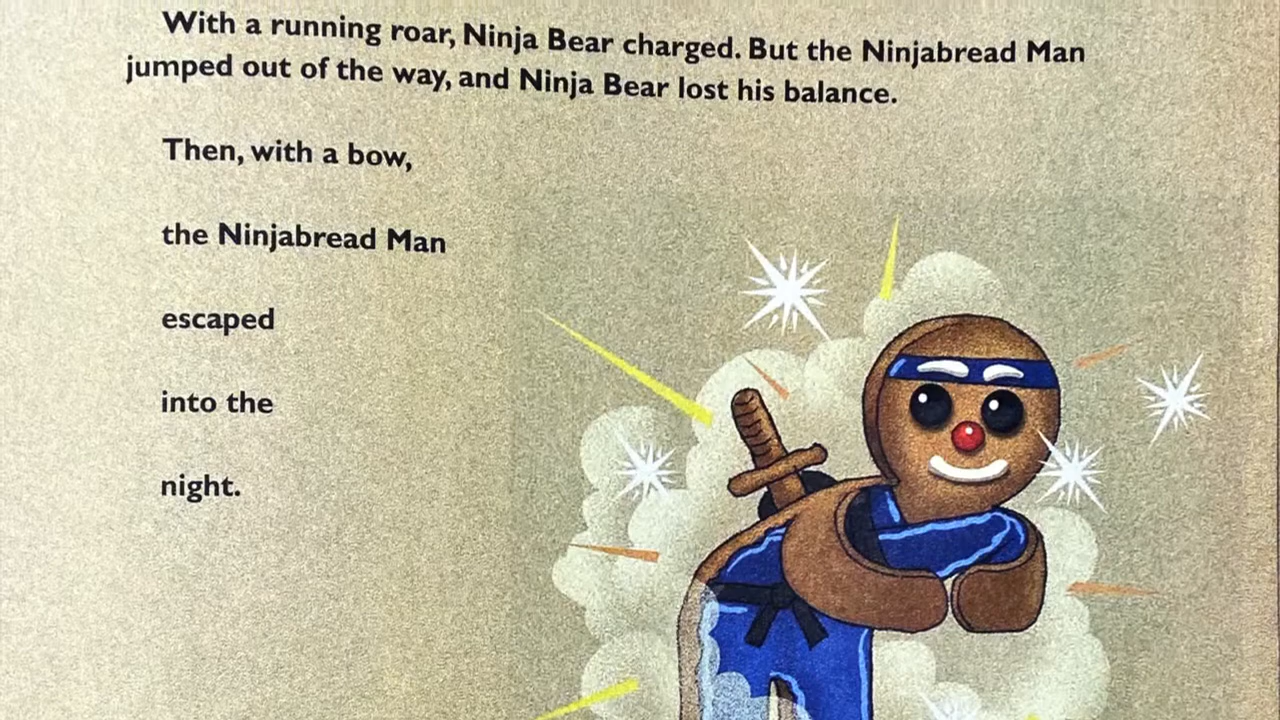 With a running roar, Ninja Bear charged. But the Ninjabread Man
jumped out of the way, and Ninja Bear lost his balance.
Then, with a bow,
the Ninjabread Man
escaped
into the
night.